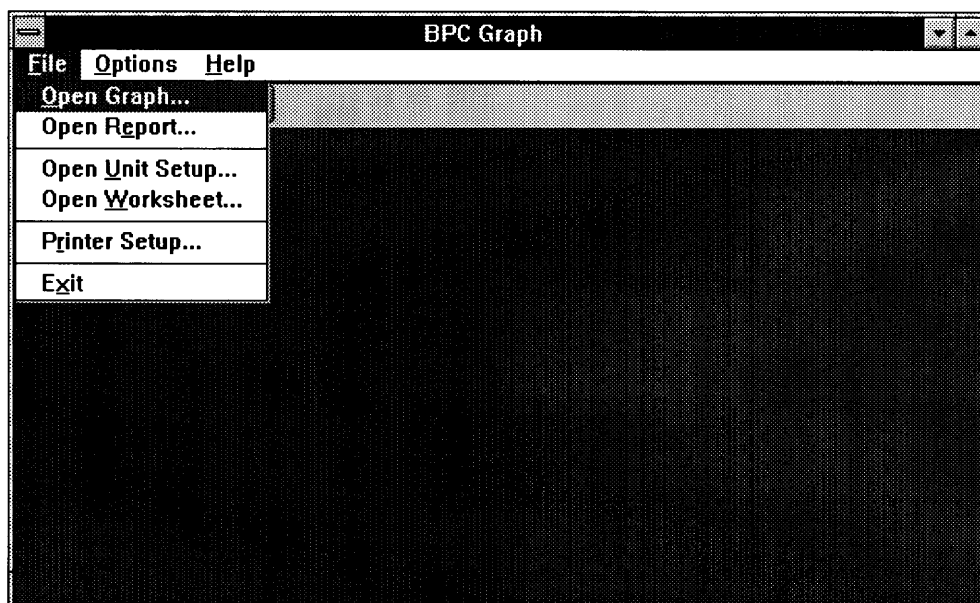 BPC Graph
File Options Help
Open Graph...
Open Report...
Open Unit Setup...
Open Worksheet...
Printer Setup...
Exit